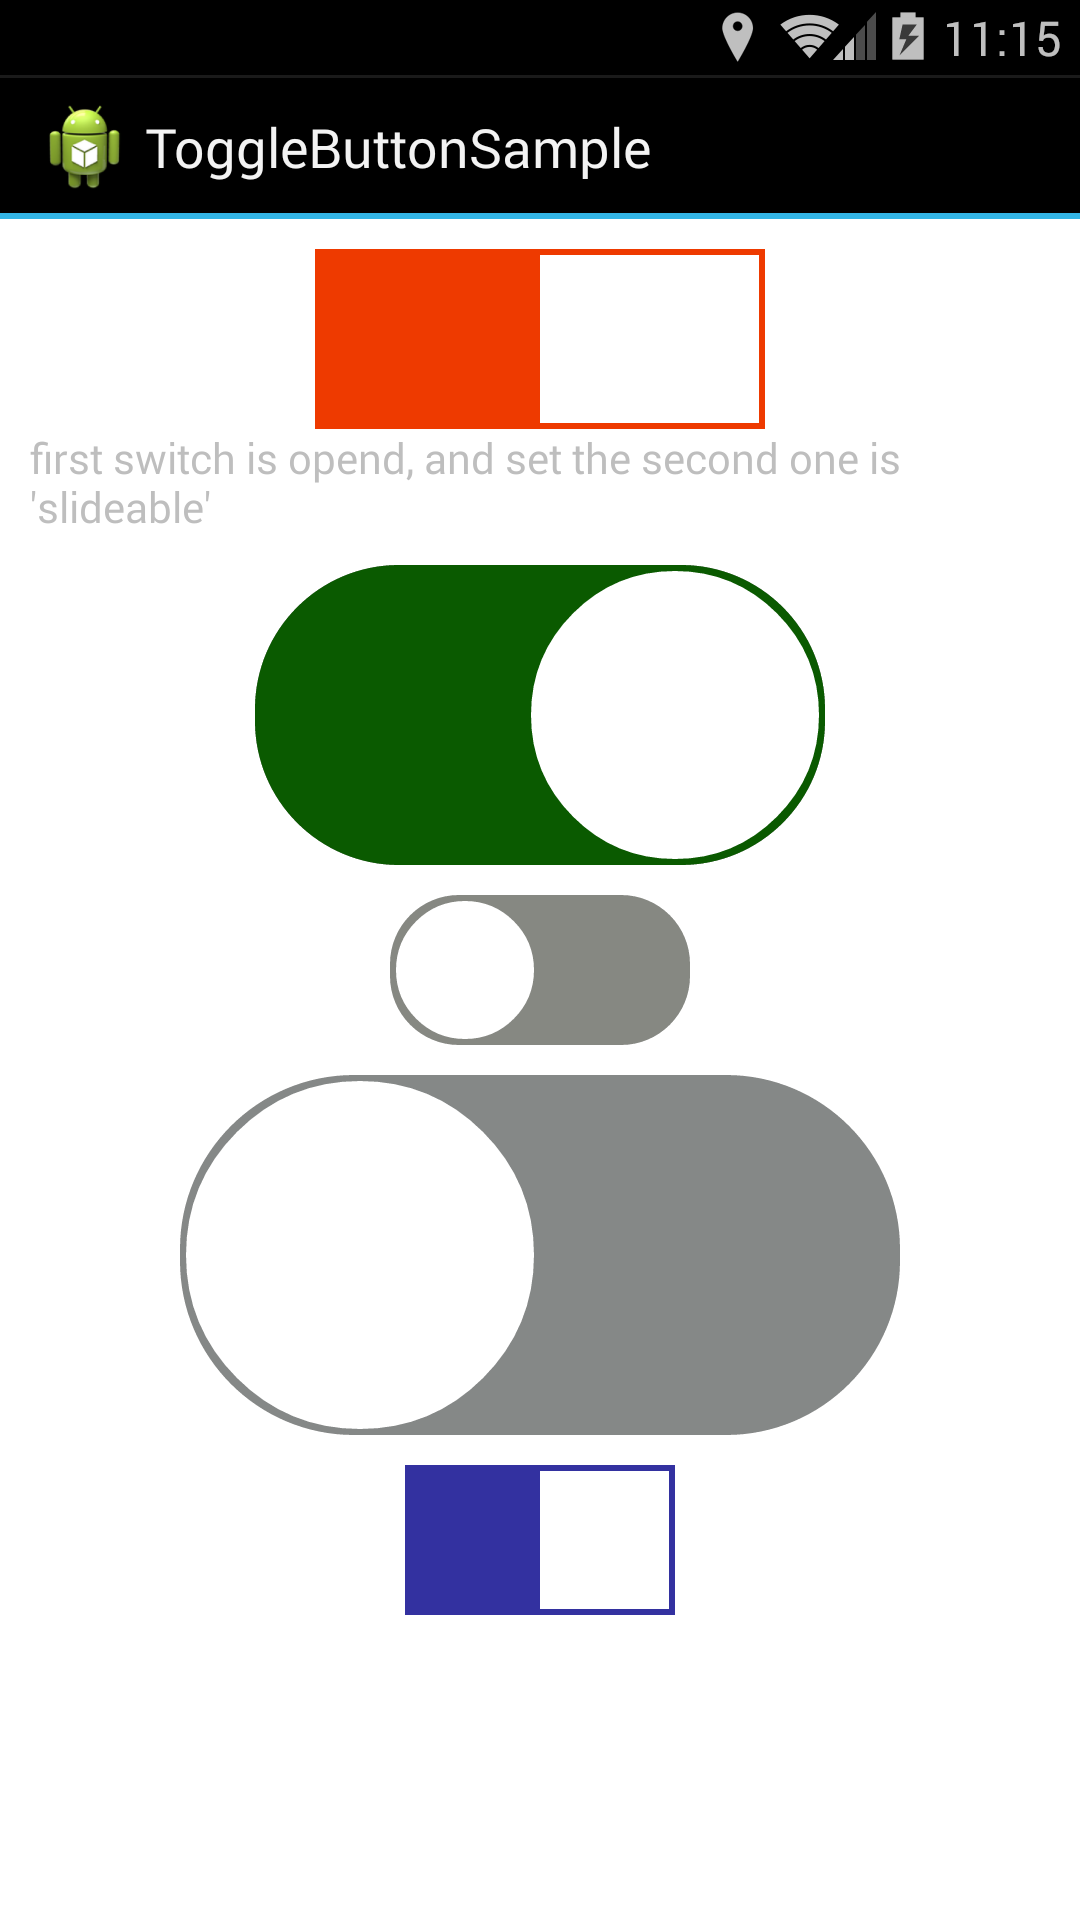 11:15
ToggleButtonSample
first switch is opend, and set the second one is
'slideable'